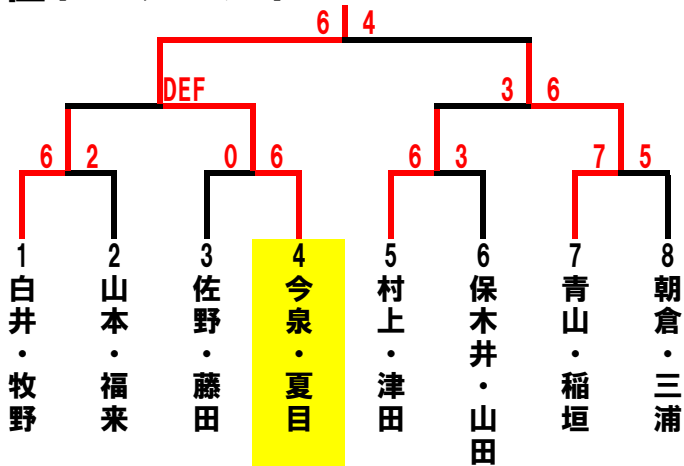 6 4
DEF
3 6
6 2
0 6
6 3
7 5
1
2
3
4
5
6
7
8
白井・牧野
山本・福来
佐野・藤田
今泉・夏目
村上・津田
保木井・山田
青山・稲垣
朝倉・三浦